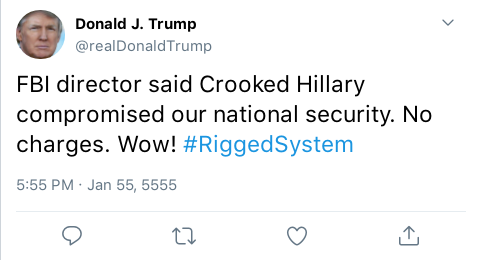 Donald J. Trump
@realDonaldTrump
FBI director said Crooked Hillary
compromised our national security. No
charges. Wow! #RiggedSystem
5:55 PM · Jan 55, 5555